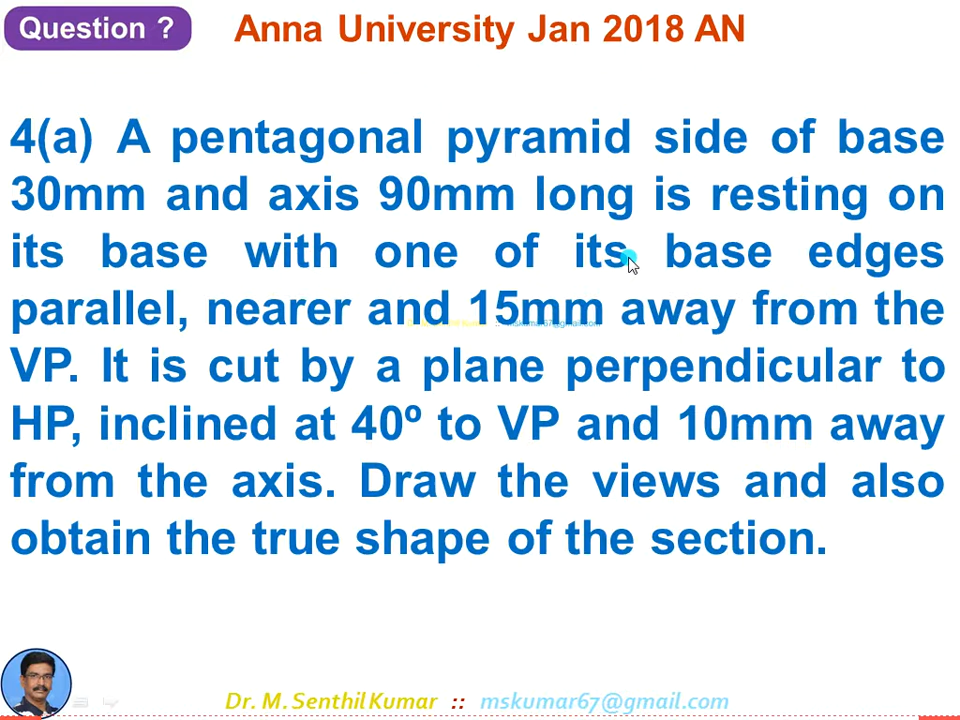 Question ?
Anna University Jan 2018 AN
4(a) A pentagonal pyramid side of base
30mm and axis 90mm long is resting on
its base with one of its base edges
parallel, nearer and 15mm away from the
VP. It is cut by a plane perpendicular to
HP, inclined at 40º to VP and 10mm away
from the axis. Draw the views and also
obtain the true shape of the section.
Dr. M. Senthil Kumar :: mskumar67@gmail.com